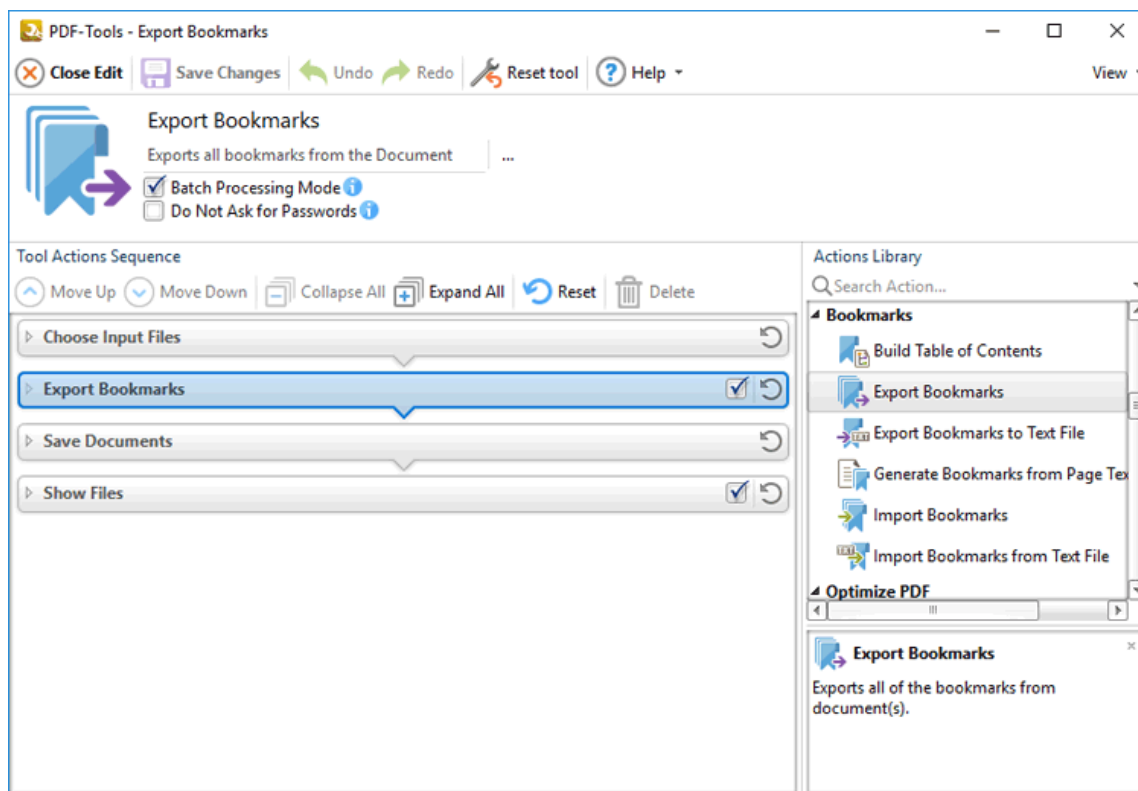 PDF-Tools - Export Bookmarks
Close Edit Save Changes Undo Redo Reset tool Help View
Export Bookmarks
Exports all bookmarks from the Document ...
Batch Processing Mode
Do Not Ask for Passwords
Tool Actions Sequence
Move Up Move Down Collapse All Expand All Reset Delete
Choose Input Files
Export Bookmarks
Save Documents
Show Files
Actions Library
Search Action...
Bookmarks
Build Table of Contents
Export Bookmarks
Export Bookmarks to Text File
Generate Bookmarks from Page Tex
Import Bookmarks
Import Bookmarks from Text File
Optimize PDF
Export Bookmarks
Exports all of the bookmarks from
document(s).